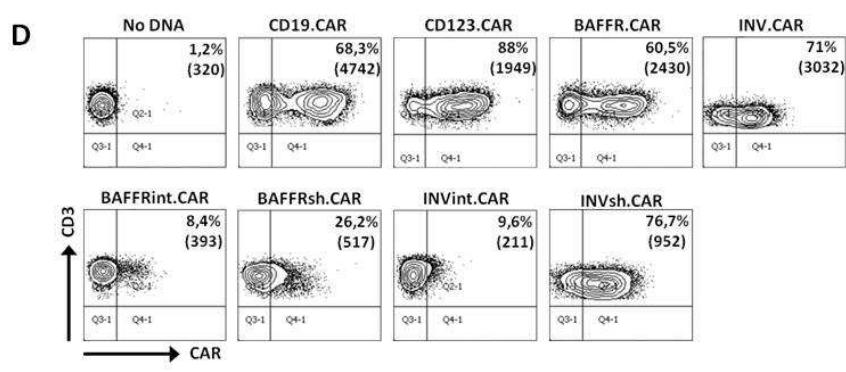 D
No DNA
CD19.CAR
CD123.CAR
BAFFR.CAR
INV.CAR
1,2%
(320)
Q2-1
Q3-1
Q4-1
68,3%
(4742)
Q3-1
Q4-1
88%
(1949)
Q3-1
Q4-1
60,5%
(2430)
Q3-1
Q4-1
71%
(3032)
Q3-1
Q4-1
BAFFRint.CAR
BAFFRsh.CAR
INVint.CAR
INVsh.CAR
CD3
8,4%
(393)
Q2-1
Q3-1
Q4-1
26,2%
(517)
Q2-1
Q3-1
Q4-1
9,6%
(211)
Q2-1
Q3-1
Q4-1
76,7%
(952)
Q3-1
Q4-1
CAR